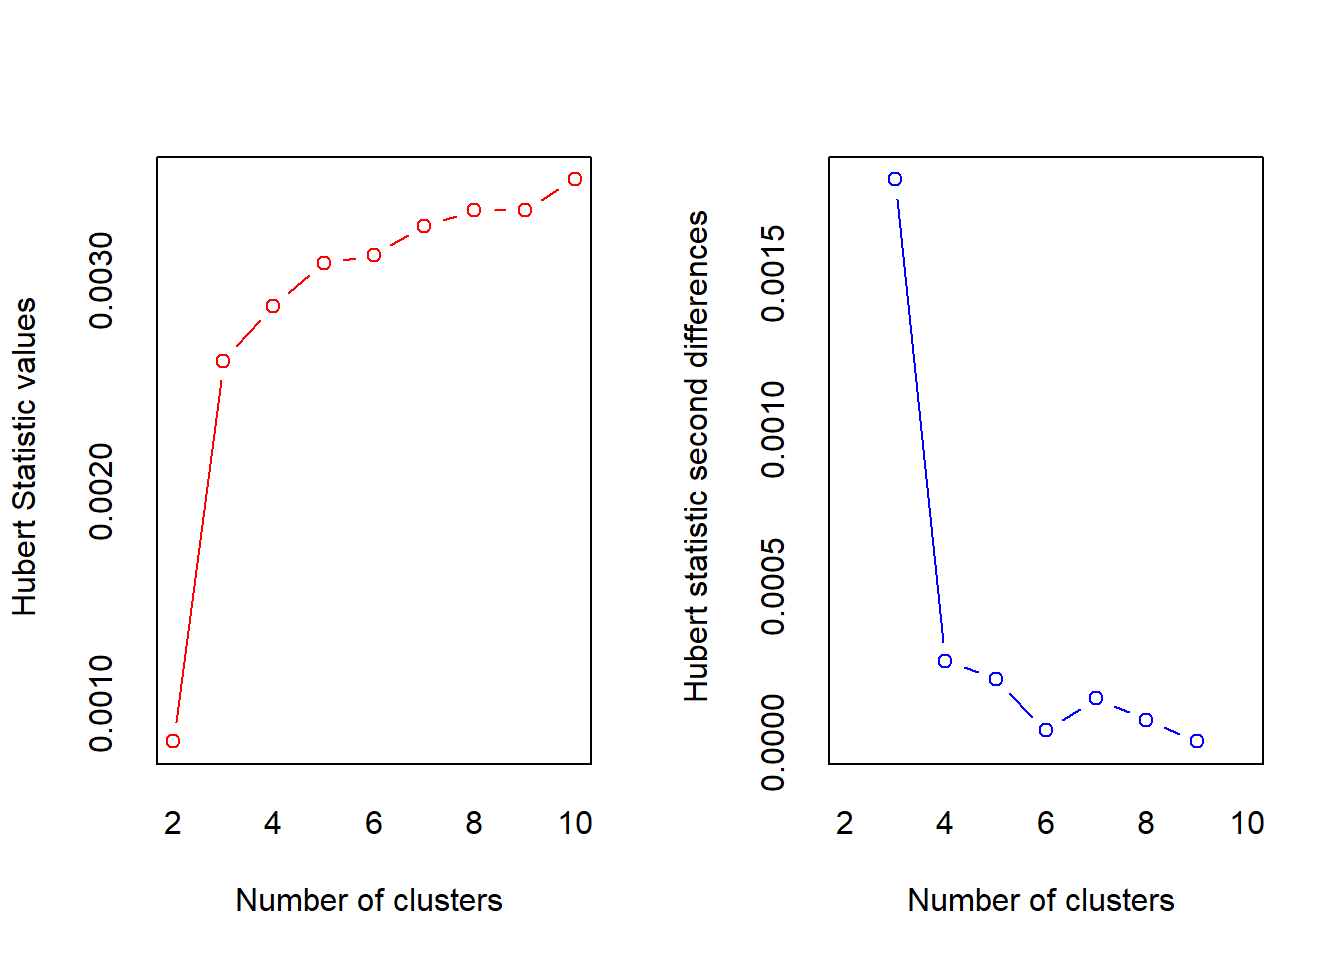 Hubert Statistic values
0.0010
0.0020
0.0030
2 4 6 8 10
Number of clusters
Hubert statistic second differences
0.0000
0.0005
0.0010
0.0015
2 4 6 8 10
Number of clusters